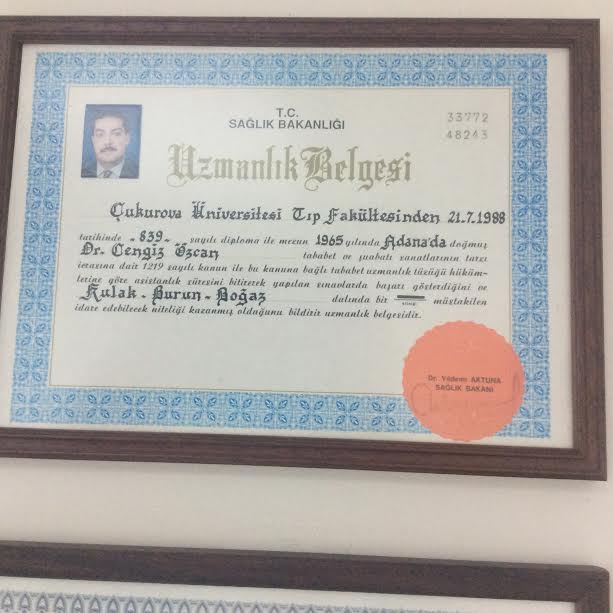 T.C.
SAĞLIK BAKANLIĞI
33772
48243
Uzmanlık Belgesi
Çukurova Üniversitesi Tıp Fakültesinden 21.7.1988
tarihinde - 839 - sayılı diploma ile mezun 1965 yılında Adana'da doğmuş
Dr. Cengiz Özcan tababet ve şuabatı sanatlarının tarzı
icrasına dair 1219 sayılı kanun ile bu kanuna bağlı tababet uzmanlık tüzüğü hüküm-
lerine göre asistanlık süresini bitirerek yapılan sınavlarda başarı gösterdiğini ve
Kulak - Burun - Boğaz dalında bir müstakilen
idare edebilecek niteliği kazanmış olduğunu bildirir uzmanlık belgesidir.
Dr. Yıldırım AKTUNA
SAĞLIK BAKANI